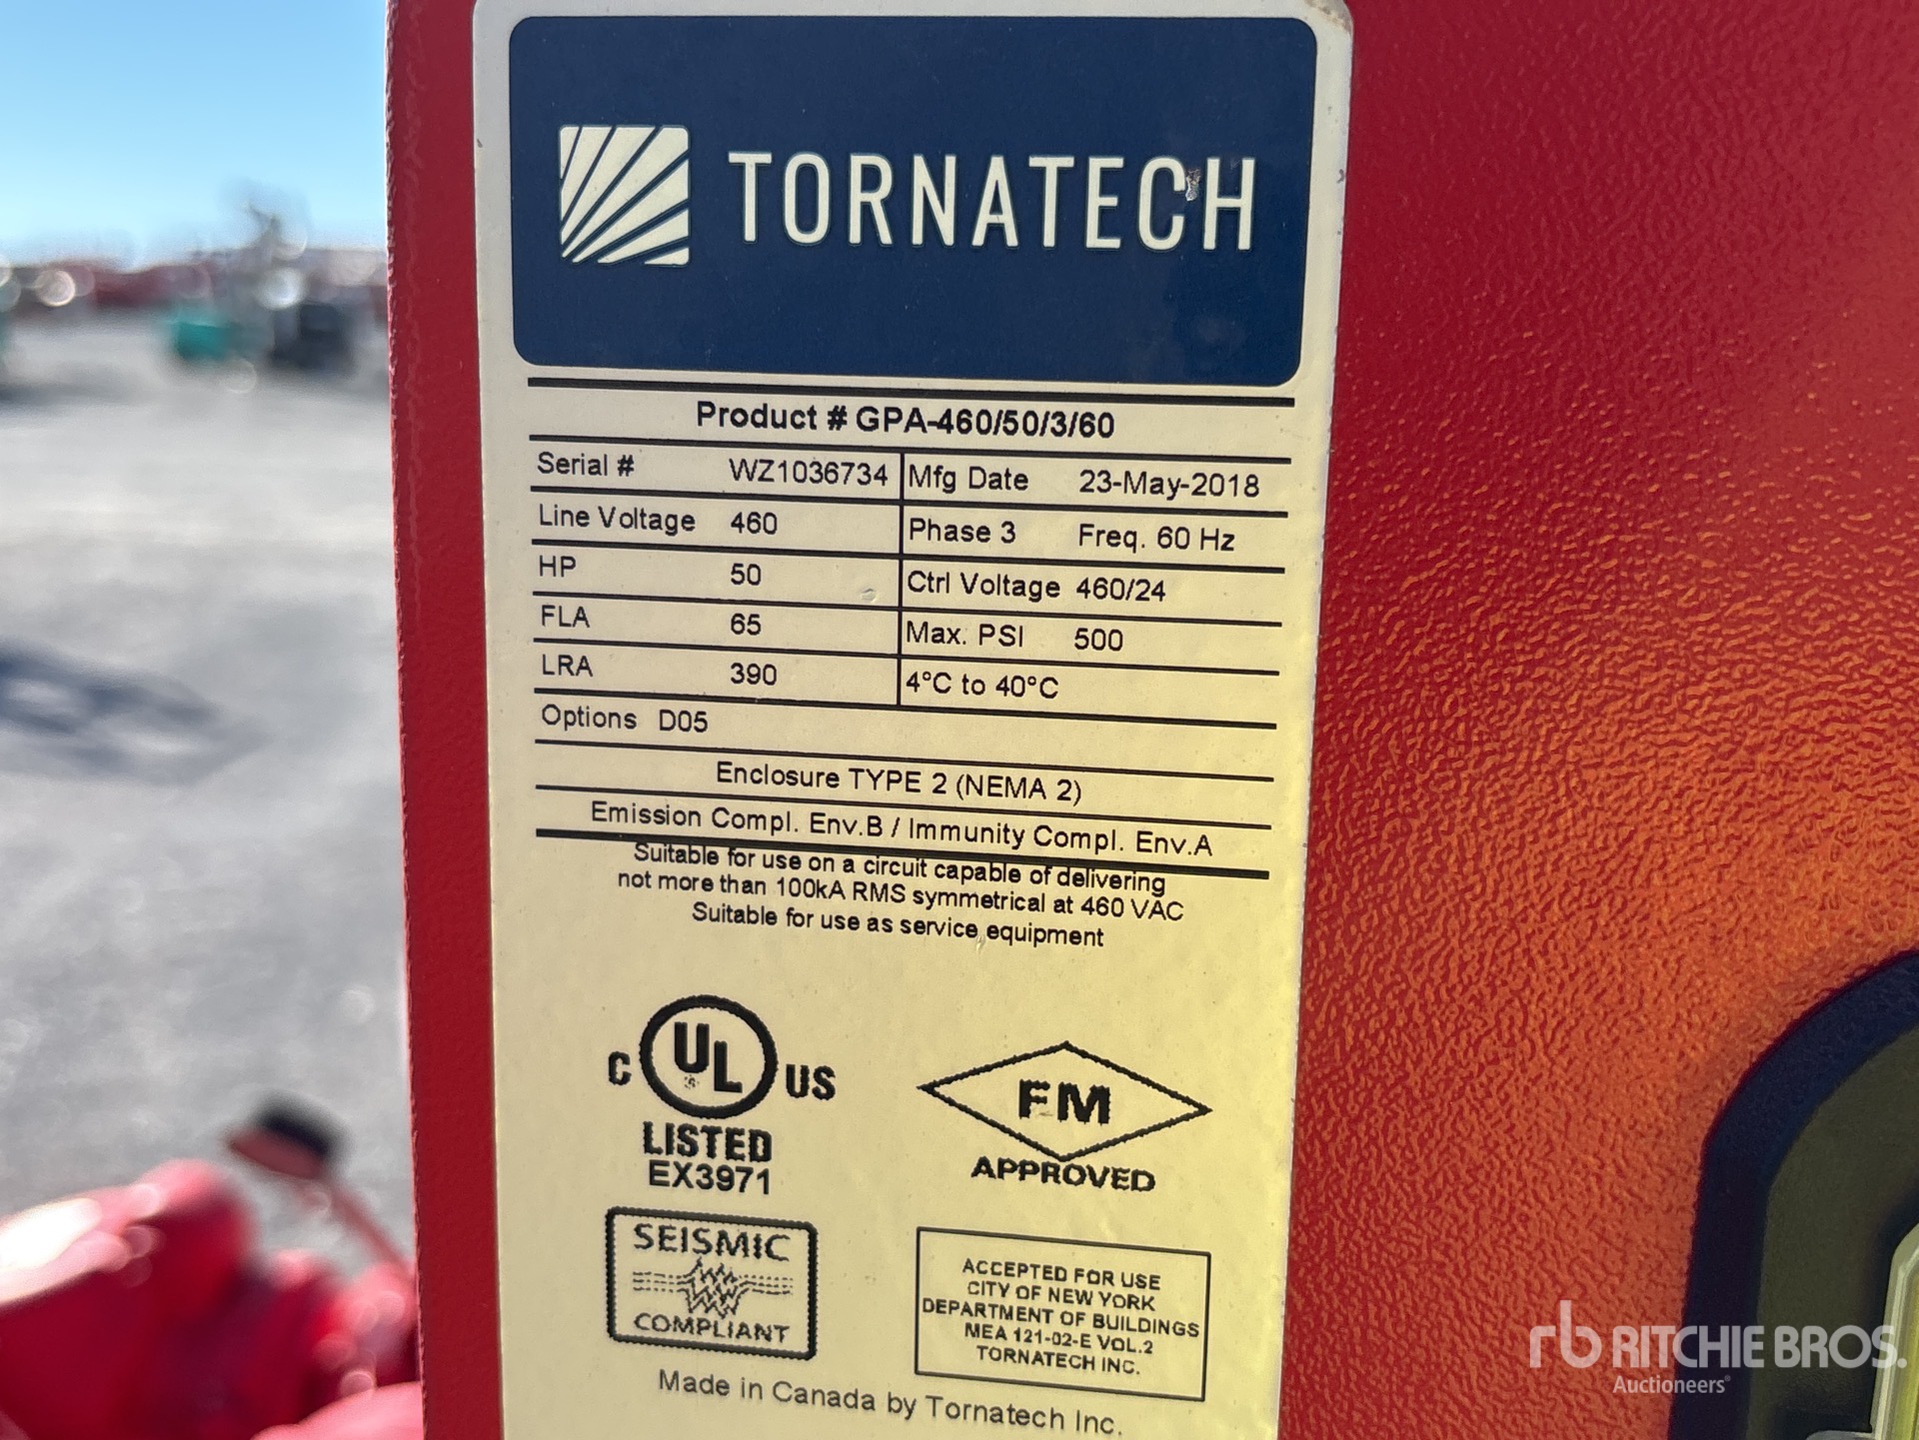 TORNATECH
Product # GPA-460/50/3/60
Serial # WZ1036734 Mfg Date 23-May-2018
Line Voltage 460 Phase 3 Freq. 60 Hz
HP 50 Ctrl Voltage 460/24
FLA 65 Max. PSI 500
LRA 390 4°C to 40°C
Options D05
Enclosure TYPE 2 (NEMA 2)
Emission Compl. Env.B / Immunity Compl. Env.A
Suitable for use on a circuit capable of delivering
not more than 100kA RMS symmetrical at 460 VAC
Suitable for use as service equipment
C UL US
LISTED
EX3971
FM
APPROVED
SEISMIC
COMPLIANT
ACCEPTED FOR USE
CITY OF NEW YORK
DEPARTMENT OF BUILDINGS
MEA 121-02-E VOL.2
TORNATECH INC.
Made in Canada by Tornatech Inc.
rb RITCHIE BROS.
Auctioneers®